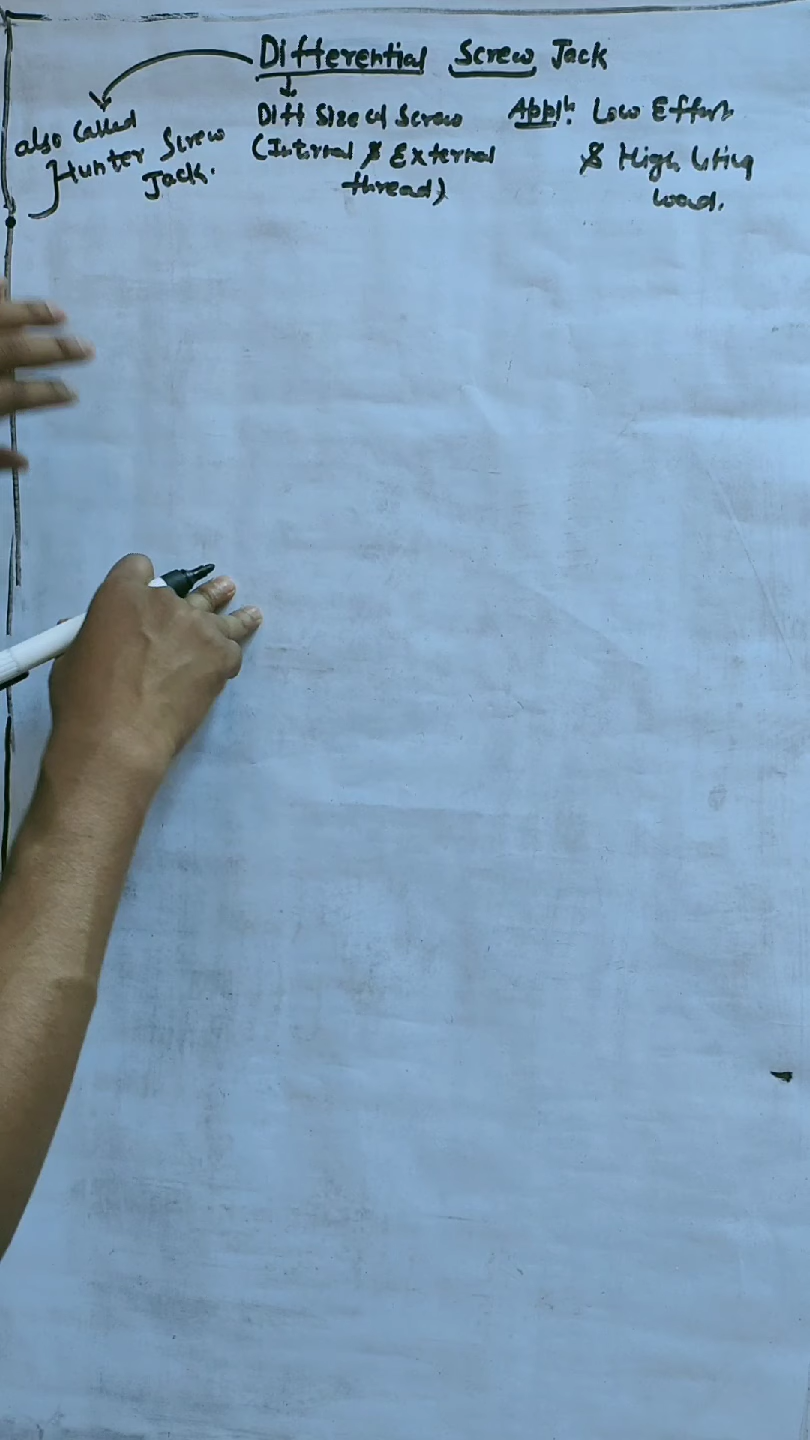 Differential Screw Jack
also Called
Hunter Screw
Jack.
Diff Size of Screw
(Internal & External
thread)
Appln: Low Effort
& High lifting
load.